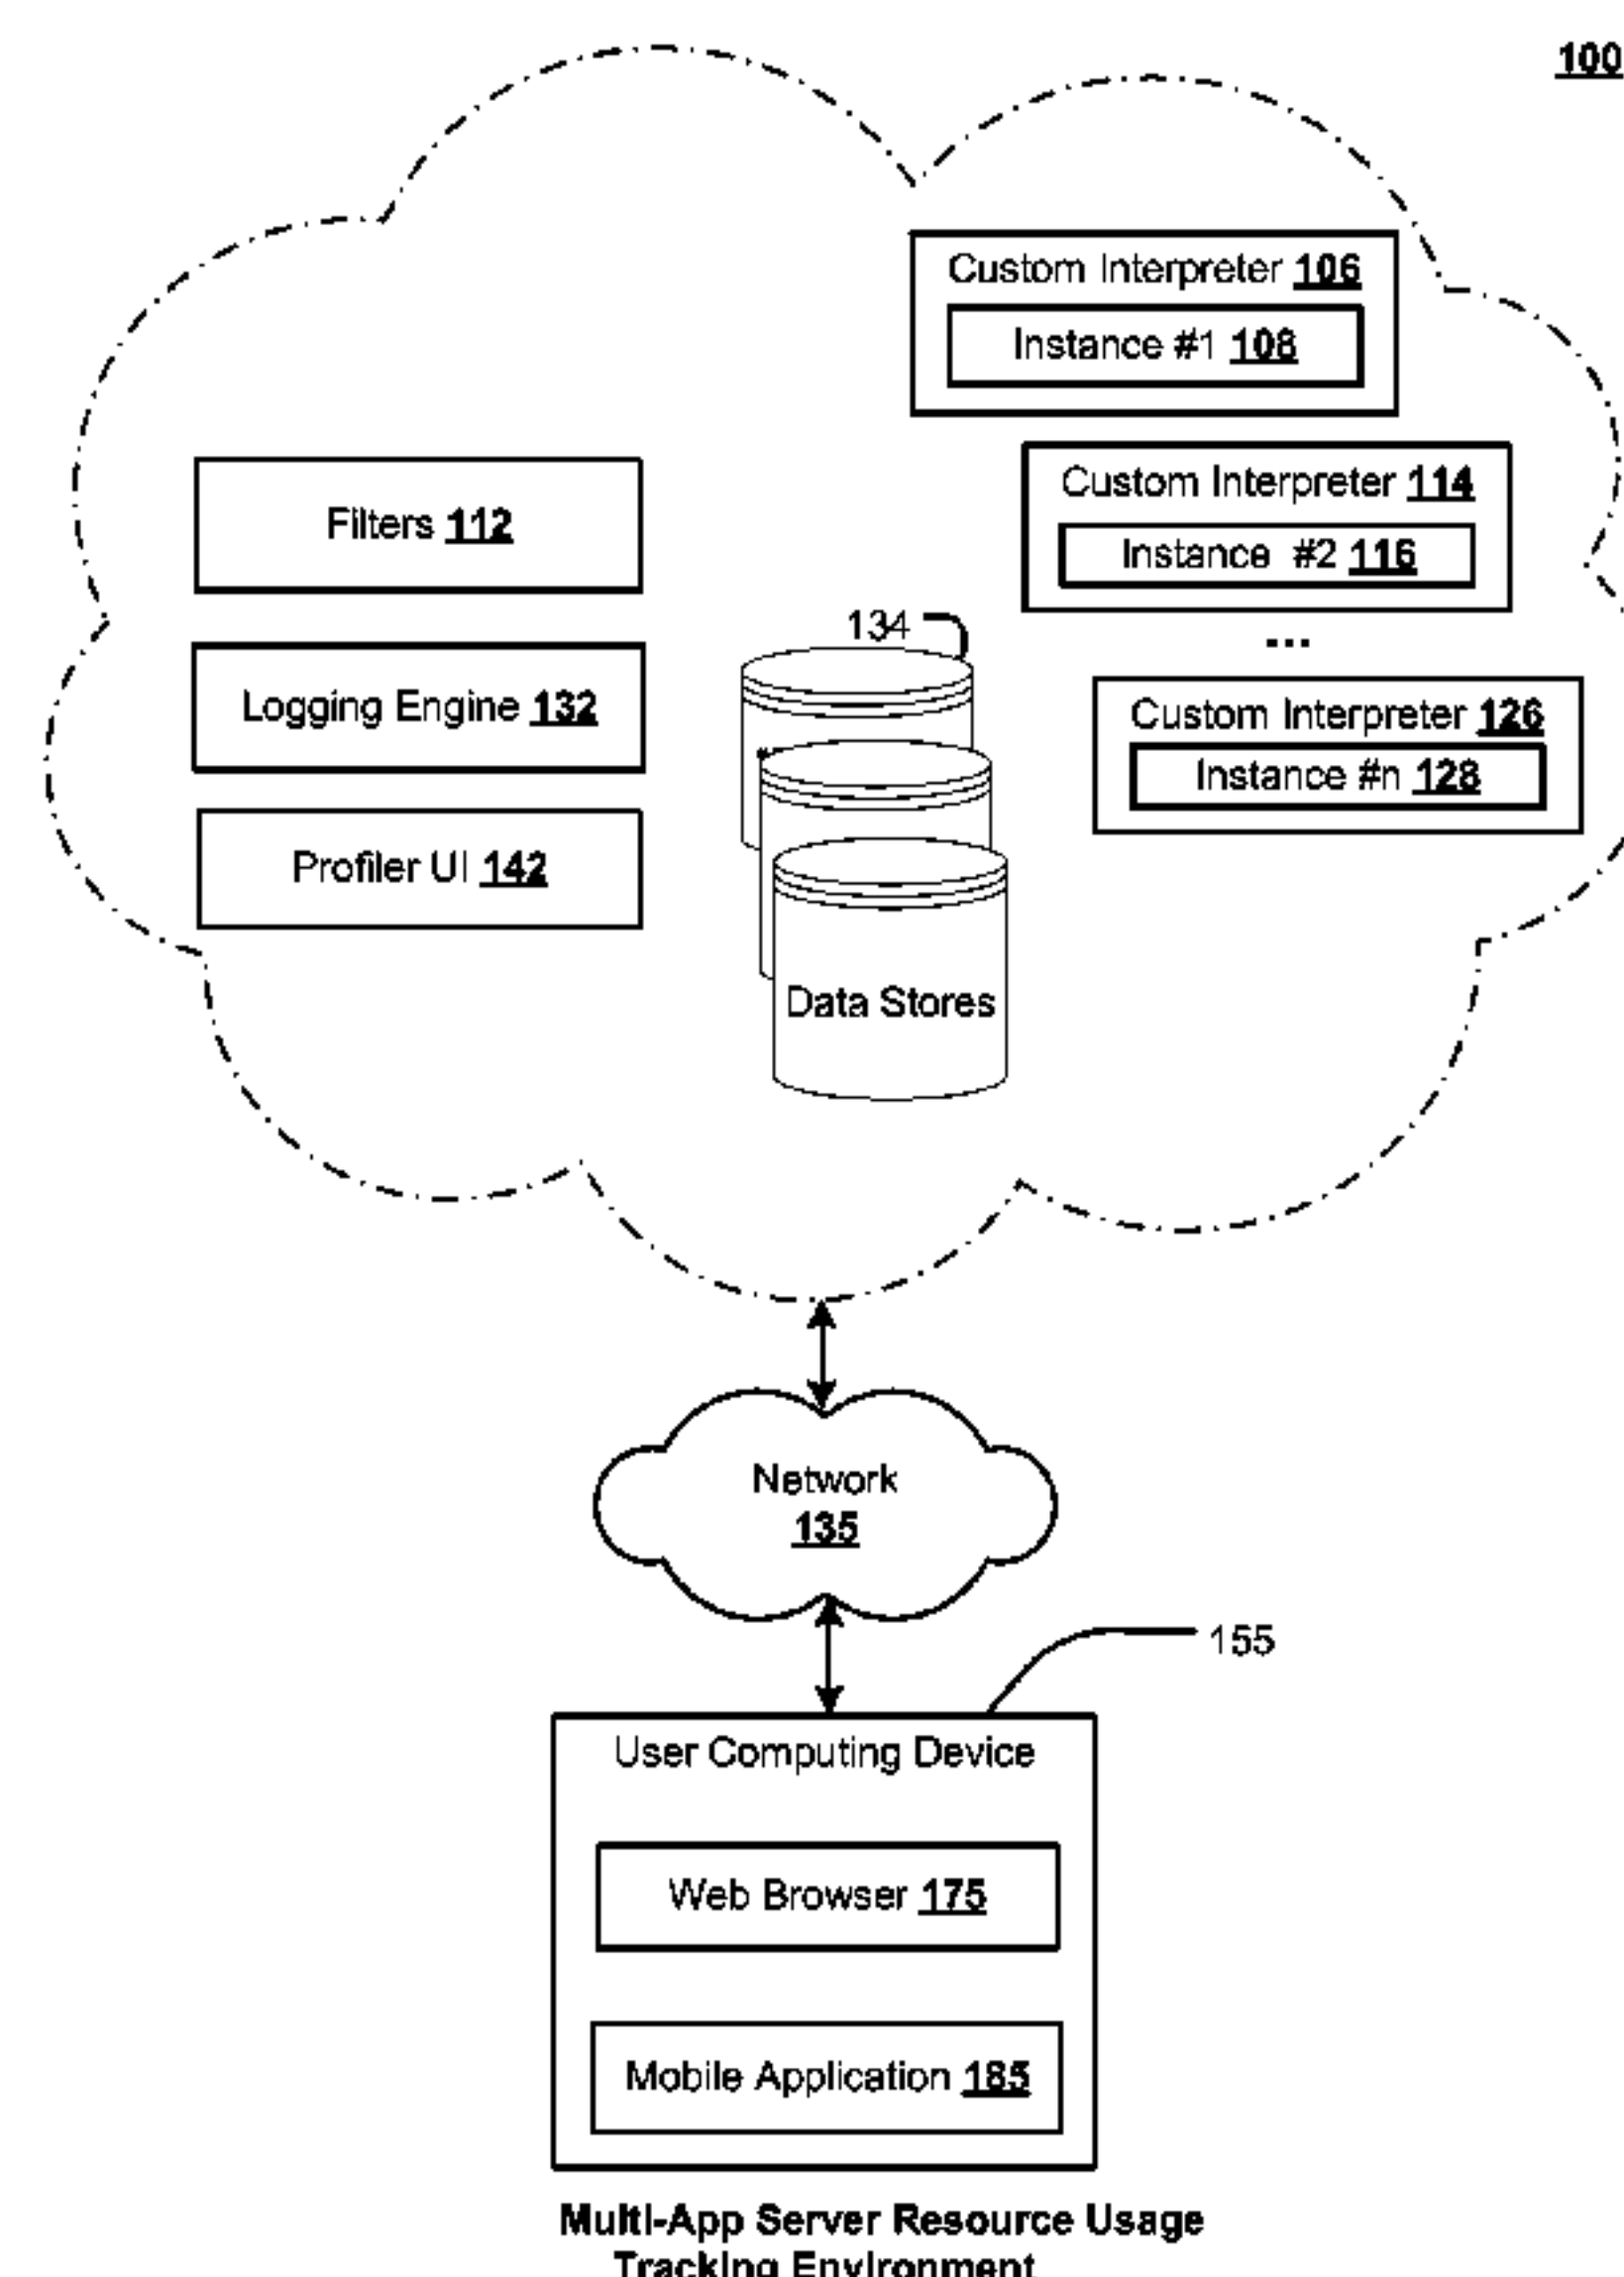 100
Custom Interpreter 106
Instance #1 108
Custom Interpreter 114
Filters 112
Instance #2 116
134
...
Logging Engine 132
Custom Interpreter 126
Instance #n 128
Profiler UI 142
Data Stores
Network
135
155
User Computing Device
Web Browser 175
Mobile Application 185
Multi-App Server Resource Usage
Tracking Environment